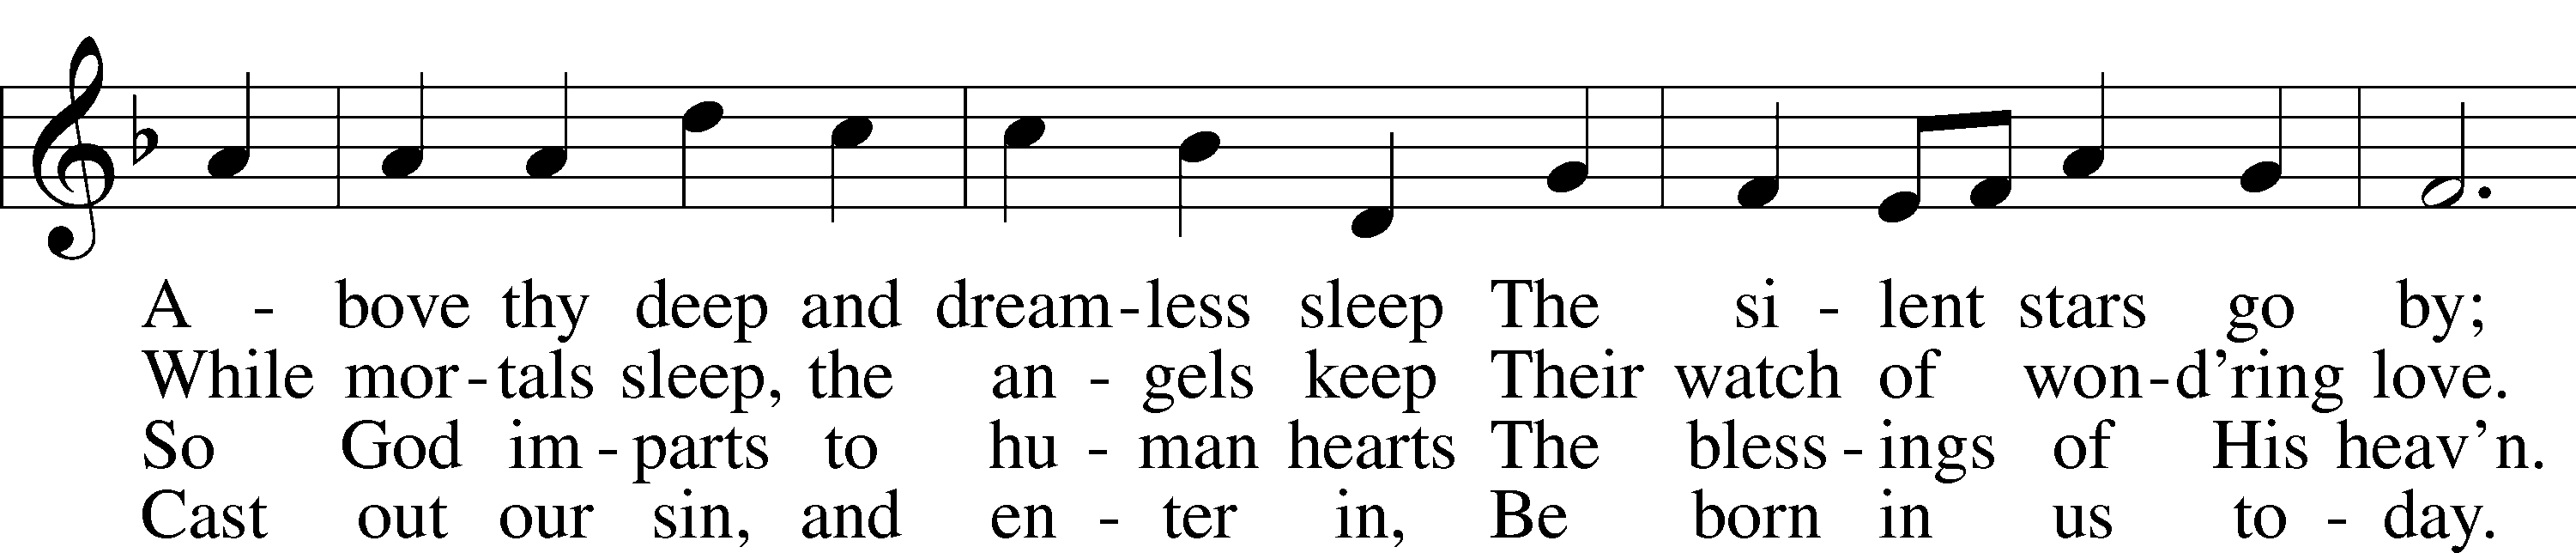 A - bove thy deep and dream-less sleep The si - lent stars go by;
While mor-tals sleep, the an - gels keep Their watch of won-d'ring love.
So God im-parts to hu - man hearts The bless-ings of His heav'n.
Cast out our sin, and en - ter in, Be born in us to - day.